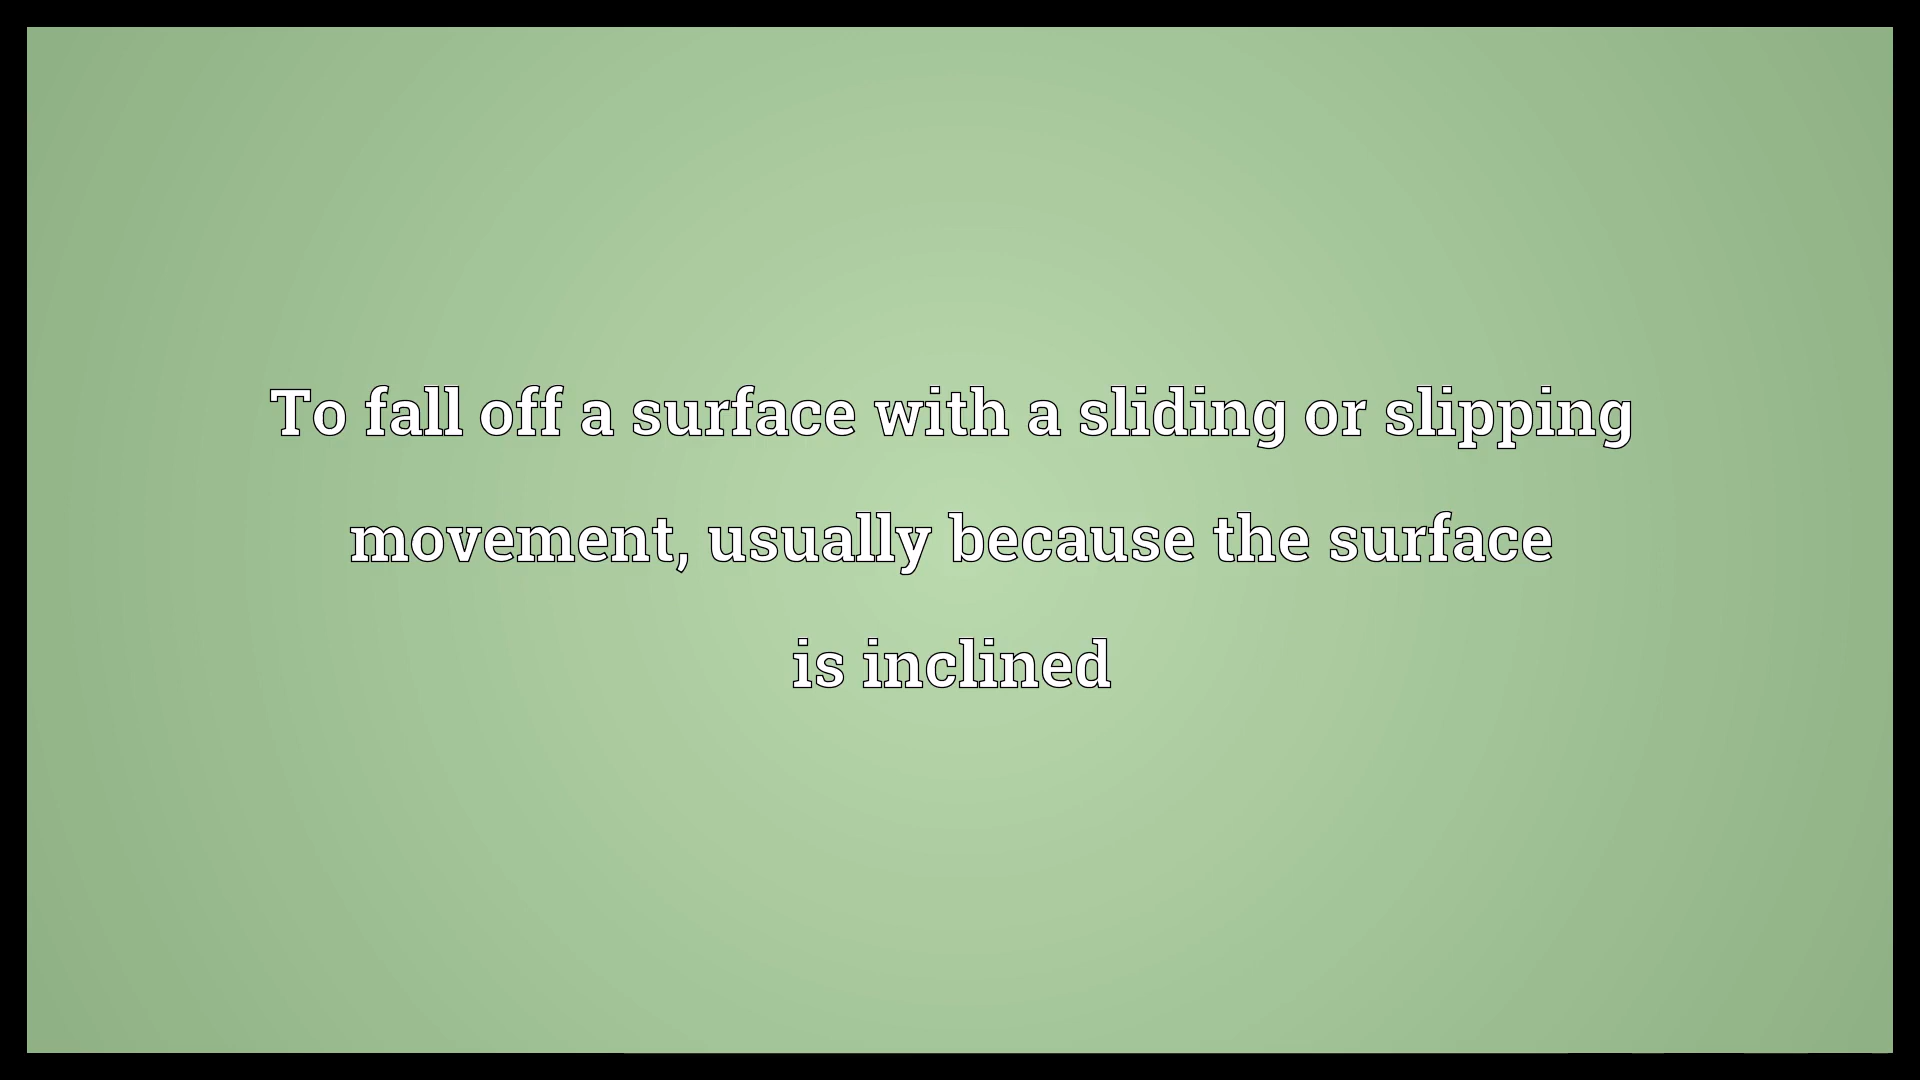 To fall off a surface with a sliding or slipping
movement, usually because the surface
is inclined